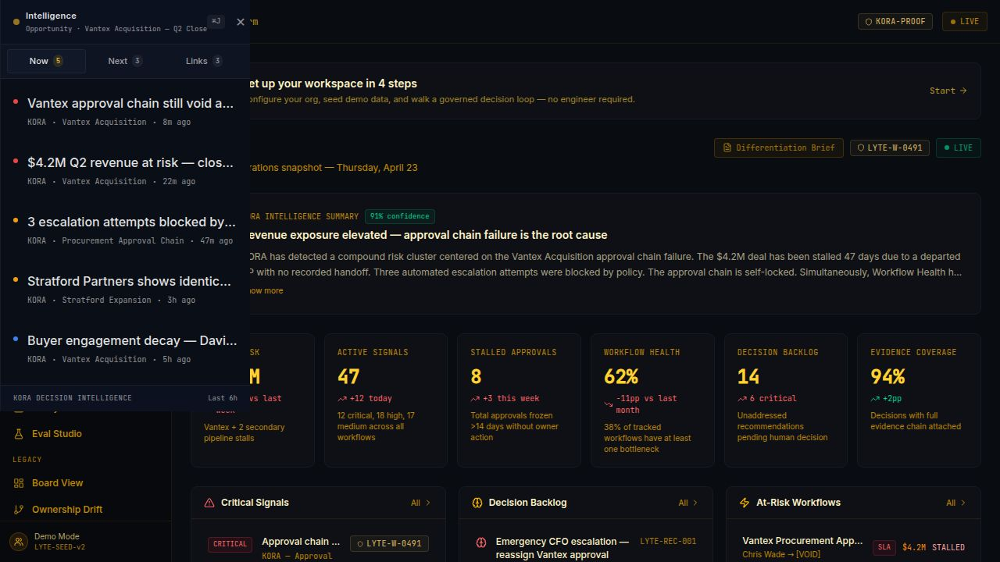 Intelligence
Opportunity · Vantex Acquisition — Q2 Close
⌘J
Now 5
Next 3
Links 3
Vantex approval chain still void a...
KORA · Vantex Acquisition · 8m ago
$4.2M Q2 revenue at risk — clos...
KORA · Vantex Acquisition · 22m ago
3 escalation attempts blocked by...
KORA · Procurement Approval Chain · 47m ago
Stratford Partners shows identic...
KORA · Stratford Expansion · 3h ago
Buyer engagement decay — Davi...
KORA · Vantex Acquisition · 5h ago
KORA DECISION INTELLIGENCE
Last 6h
Eval Studio
LEGACY
Board View
Ownership Drift
Demo Mode
LYTE-SEED-v2
KORA-PROOF
LIVE
et up your workspace in 4 steps
onfigure your org, seed demo data, and walk a governed decision loop — no engineer required.
Start →
Differentiation Brief
LYTE-W-0491
LIVE
rations snapshot — Thursday, April 23
ORA INTELLIGENCE SUMMARY
91% confidence
evenue exposure elevated — approval chain failure is the root cause
ORA has detected a compound risk cluster centered on the Vantex Acquisition approval chain failure. The $4.2M deal has been stalled 47 days due to a departed
P with no recorded handoff. Three automated escalation attempts were blocked by policy. The approval chain is self-locked. Simultaneously, Workflow Health h...
ow more
SK
M
vs last
week
Vantex + 2 secondary
pipeline stalls
ACTIVE SIGNALS
47
+12 today
12 critical, 18 high, 17
medium across all
workflows
STALLED APPROVALS
8
+3 this week
Total approvals frozen
>14 days without owner
action
WORKFLOW HEALTH
62%
-11pp vs last
month
38% of tracked
workflows have at least
one bottleneck
DECISION BACKLOG
14
6 critical
Unaddressed
recommendations
pending human decision
EVIDENCE COVERAGE
94%
+2pp
Decisions with full
evidence chain attached
Critical Signals
All
CRITICAL
Approval chain ...
LYTE-W-0491
KORA — Approval
Decision Backlog
All
Emergency CFO escalation —
reassign Vantex approval
LYTE-REC-001
At-Risk Workflows
All
Vantex Procurement App...
Chris Wade → [VOID]
SLA
$4.2M
STALLED